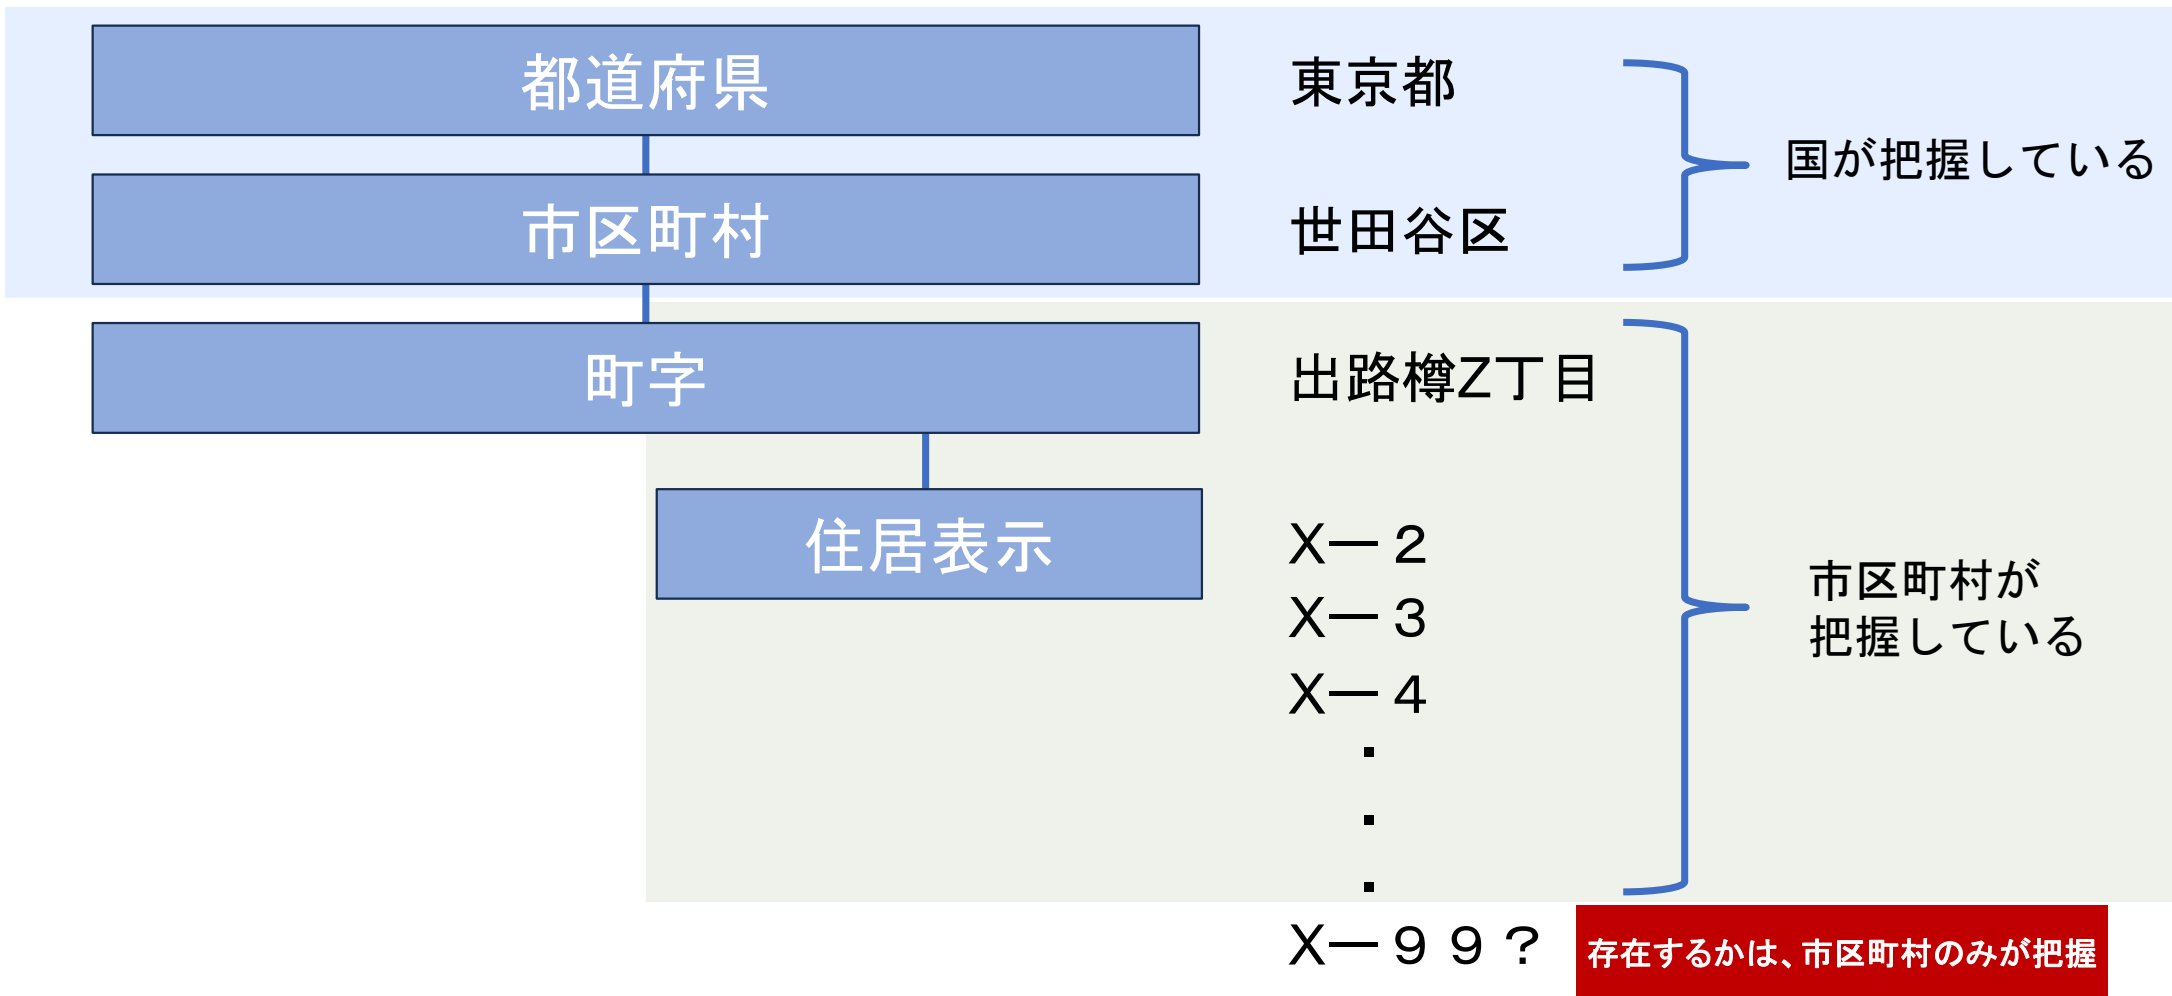 都道府県
東京都
国が把握している
市区町村
世田谷区
町字
出路樽Z丁目
住居表示
X―２
X―３
X―４
市区町村が
把握している
・
・
・
X―９９？
存在するかは、市区町村のみが把握